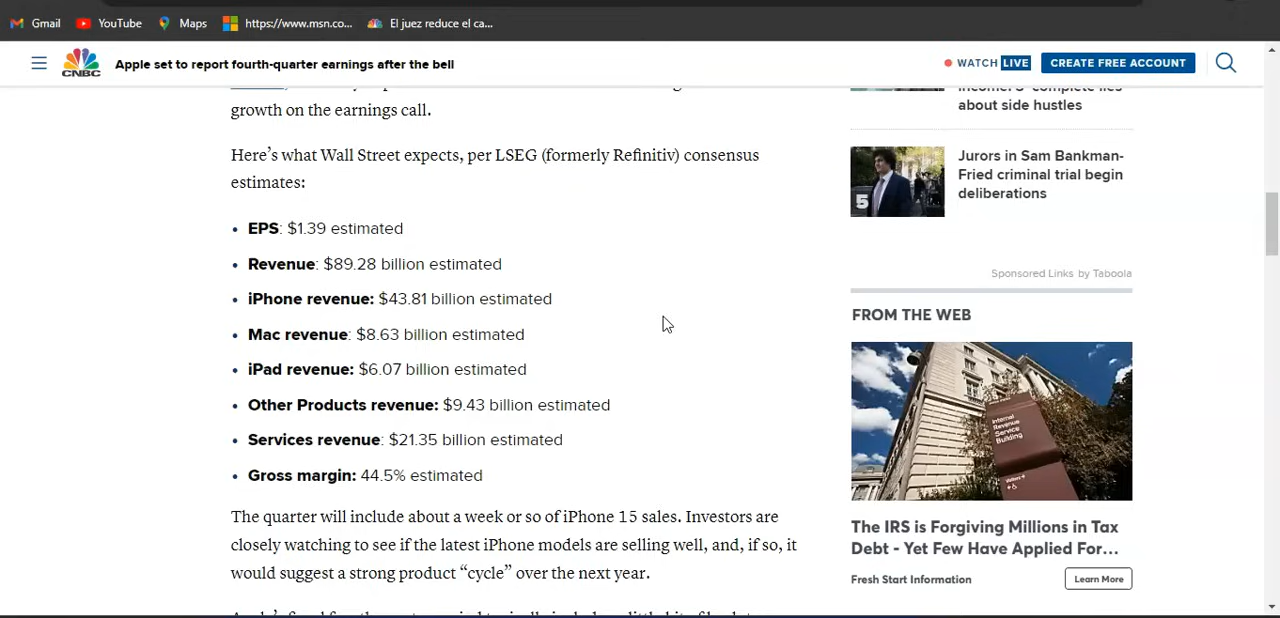 Gmail
YouTube
Maps
https://www.msn.co...
El juez reduce el ca...
CNBC
Apple set to report fourth-quarter earnings after the bell
WATCH LIVE
CREATE FREE ACCOUNT
growth on the earnings call.
Here’s what Wall Street expects, per LSEG (formerly Refinitiv) consensus
estimates:
• EPS: $1.39 estimated
• Revenue: $89.28 billion estimated
• iPhone revenue: $43.81 billion estimated
• Mac revenue: $8.63 billion estimated
• iPad revenue: $6.07 billion estimated
• Other Products revenue: $9.43 billion estimated
• Services revenue: $21.35 billion estimated
• Gross margin: 44.5% estimated
The quarter will include about a week or so of iPhone 15 sales. Investors are
closely watching to see if the latest iPhone models are selling well, and, if so, it
would suggest a strong product “cycle” over the next year.
about side hustles
5
Jurors in Sam Bankman-
Fried criminal trial begin
deliberations
Sponsored Links by Taboola
FROM THE WEB
Internal
Revenue
Service
Building
The IRS is Forgiving Millions in Tax
Debt - Yet Few Have Applied For...
Fresh Start Information
Learn More